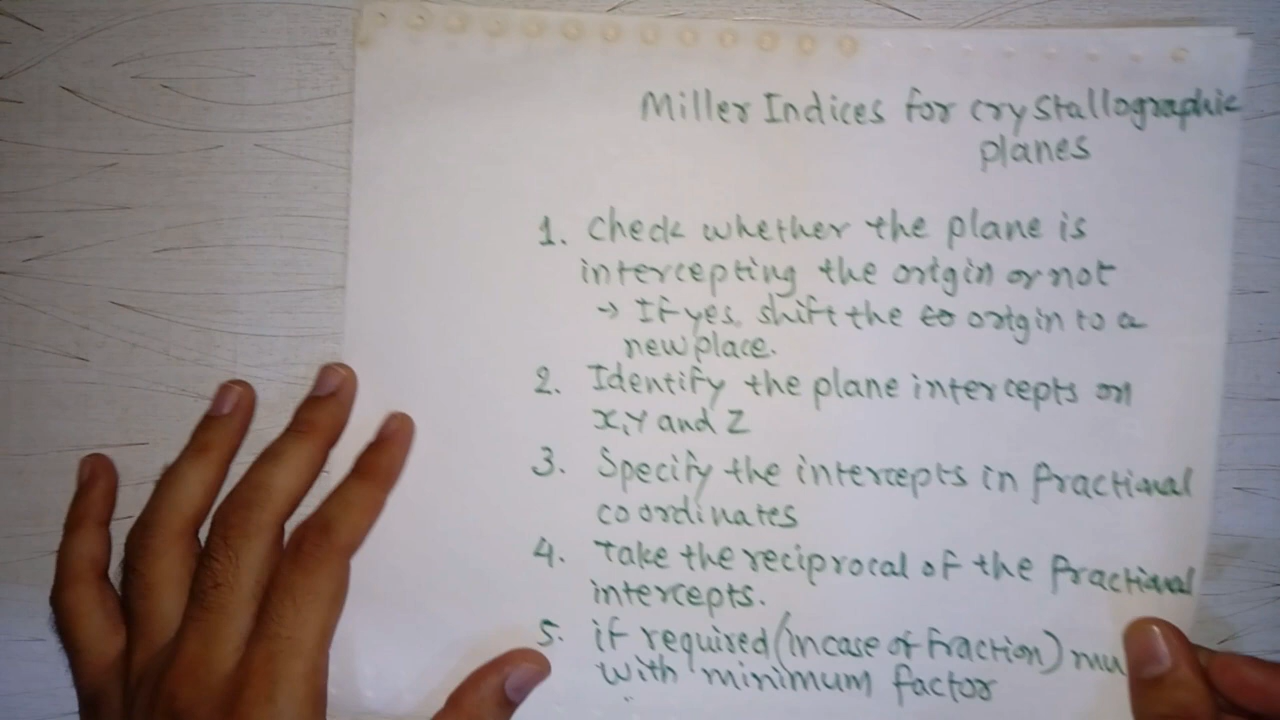 Miller Indices for crystallographic
planes
1. check whether the plane is
intercepting the origin or not
→ If yes, shift the origin to a
new place.
2. Identify the plane intercepts on
x,y and z
3. Specify the intercepts in fractional
coordinates
4. Take the reciprocal of the fractional
intercepts.
5. if required (incase of fraction) mu
with minimum factor